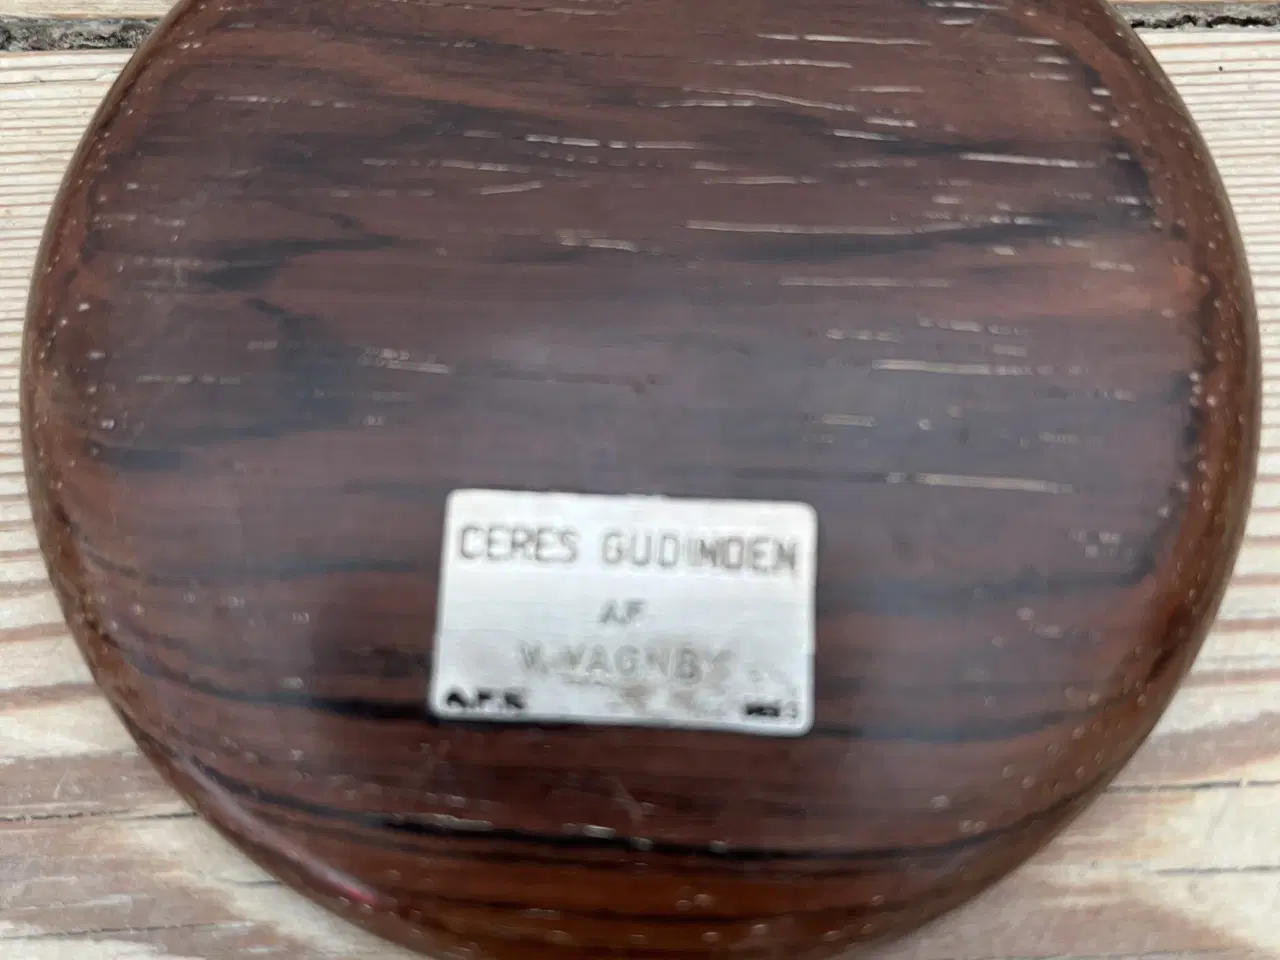 CERES GUDINDEN
AF
V. VAGNBY
A.P.K.